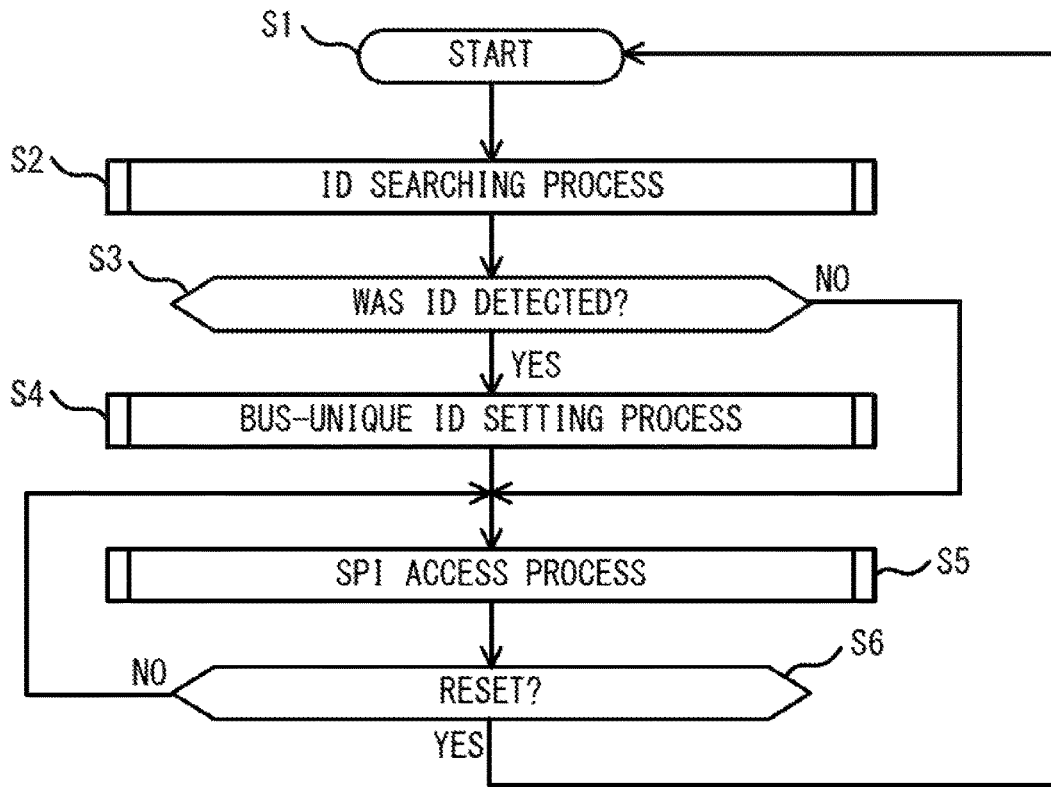 S1
START
S2
ID SEARCHING PROCESS
S3
WAS ID DETECTED?
NO
YES
S4
BUS-UNIQUE ID SETTING PROCESS
SPI ACCESS PROCESS
S5
S6
NO
RESET?
YES